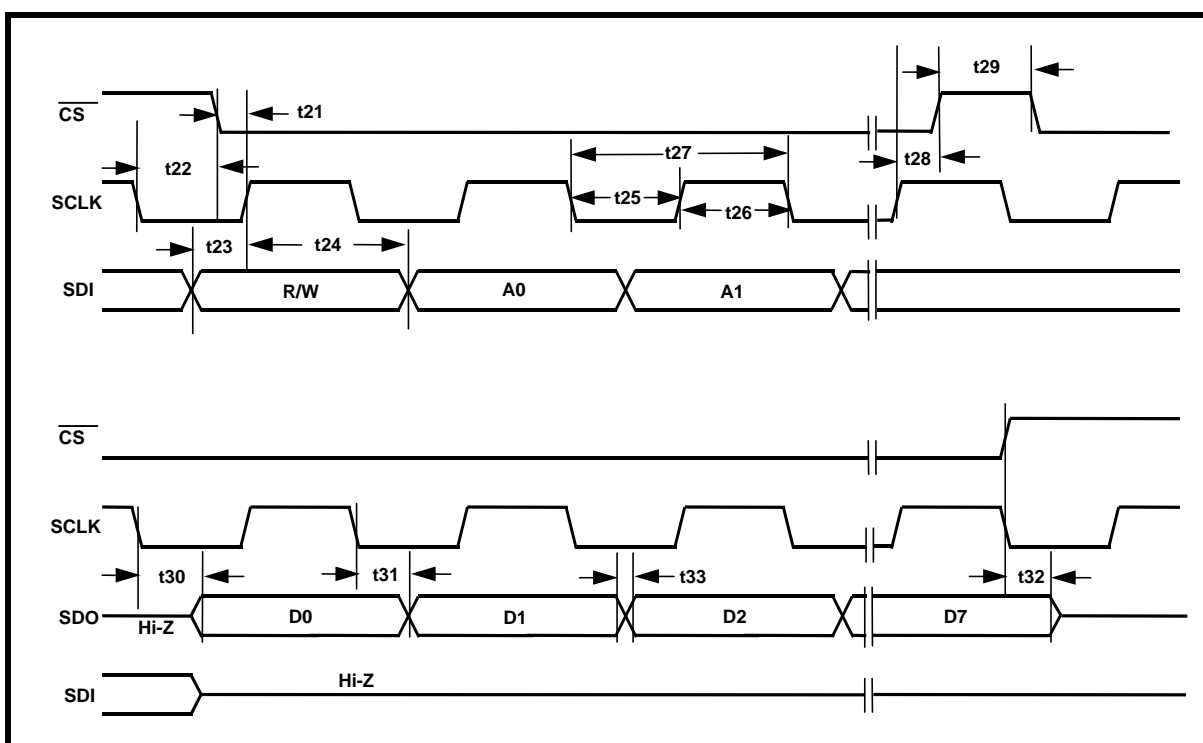 t29
CS
t21
t22
t27
t28
SCLK
t25
t26
t23
t24
SDI
R/W
A0
A1
CS
SCLK
t30
t31
t33
t32
SDO
Hi-Z
D0
D1
D2
D7
SDI
Hi-Z